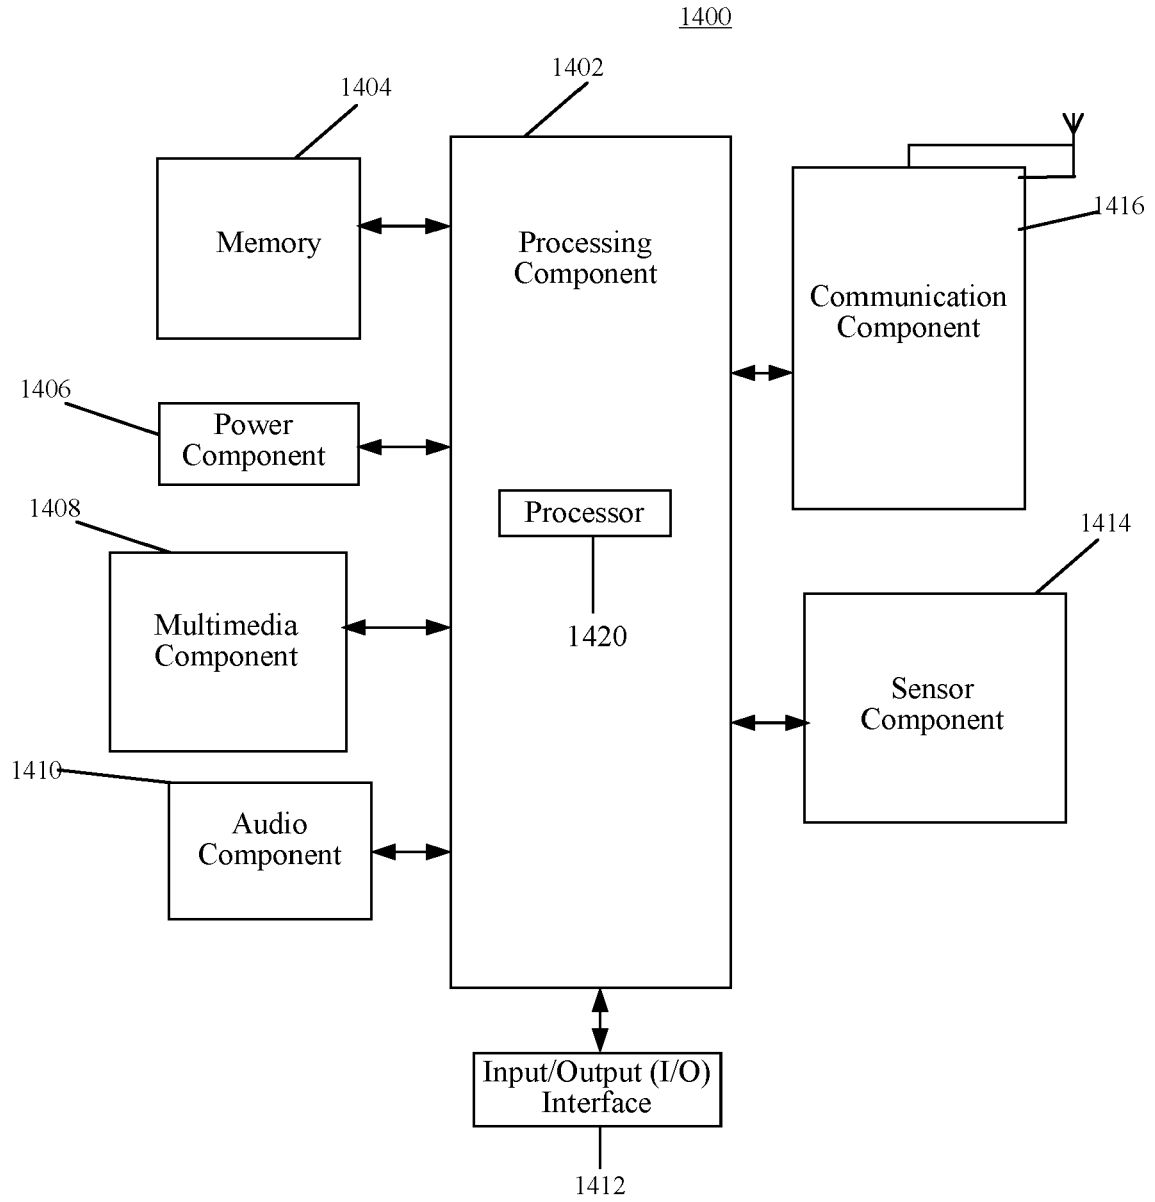 1400
1402
1404
Memory
Processing
Component
1416
Communication
Component
1406
Power
Component
1408
Processor
1414
Multimedia
Component
1420
Sensor
Component
1410
Audio
Component
Input/Output (I/O)
Interface
1412